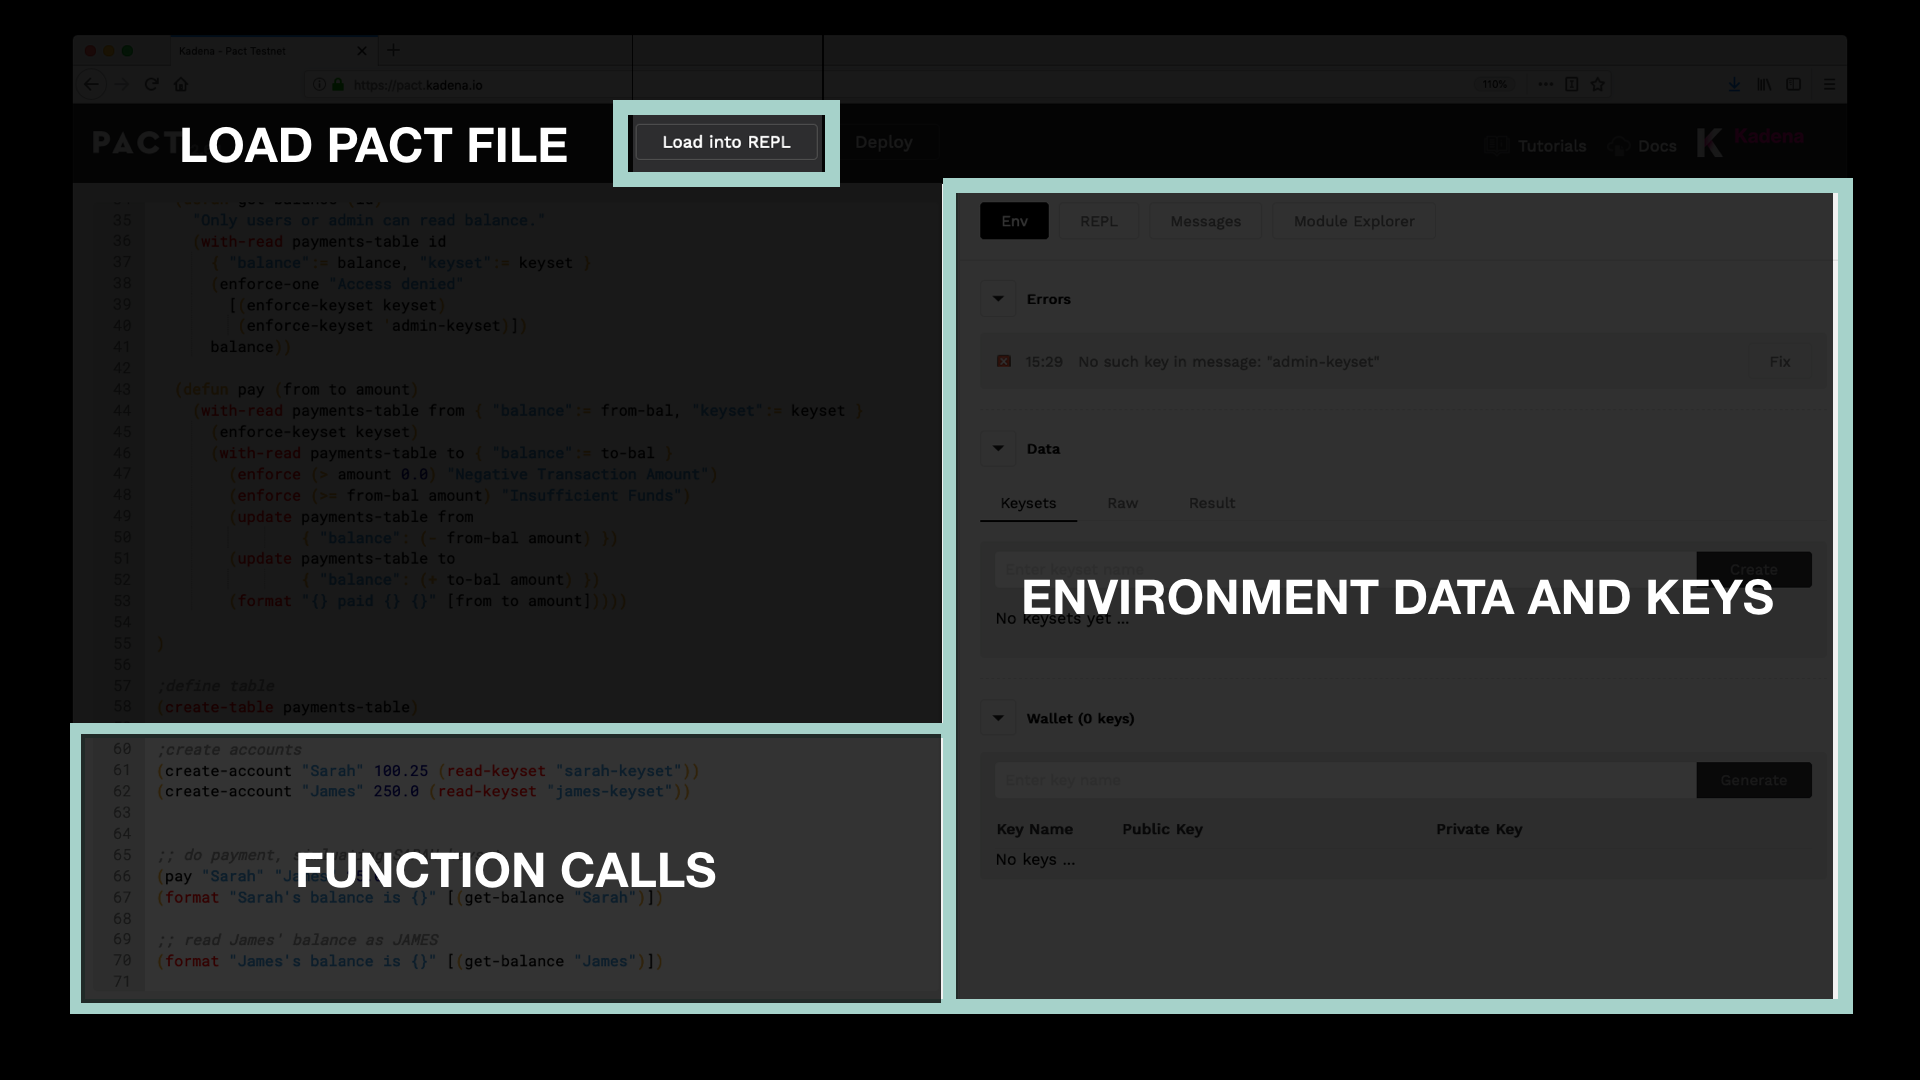 Kadena - Pact Testnet
https://pact.kadena.io
110%
PACT
LOAD PACT FILE
Load into REPL
Deploy
Tutorials
Docs
Kadena
35 "Only users or admin can read balance."
36 (with-read payments-table id
37 { "balance":= balance, "keyset":= keyset }
38 (enforce-one "Access denied"
39 [(enforce-keyset keyset)
40 (enforce-keyset 'admin-keyset)])
41 balance))
42
43 (defun pay (from to amount)
44 (with-read payments-table from { "balance":= from-bal, "keyset":= keyset }
45 (enforce-keyset keyset)
46 (with-read payments-table to { "balance":= to-bal }
47 (enforce (> amount 0.0) "Negative Transaction Amount")
48 (enforce (>= from-bal amount) "Insufficient Funds")
49 (update payments-table from
50 { "balance": (- from-bal amount) })
51 (update payments-table to
52 { "balance": (+ to-bal amount) })
53 (format "{} paid {} {}" [from to amount]))))
54
55 )
56
57 ;define table
58 (create-table payments-table)
60 ;create accounts
61 (create-account "Sarah" 100.25 (read-keyset "sarah-keyset"))
62 (create-account "James" 250.0 (read-keyset "james-keyset"))
63
64
65 ;; do payment,
FUNCTION CALLS
66 (pay "Sarah"
67 (format "Sarah's balance is {}" [(get-balance "Sarah")])
68
69 ;; read James' balance as JAMES
70 (format "James's balance is {}" [(get-balance "James")])
71
Env
REPL
Messages
Module Explorer
Errors
15:29 No such key in message: "admin-keyset"
Fix
Data
Keysets
Raw
Result
Enter keyset name
Create
ENVIRONMENT DATA AND KEYS
No keysets yet ...
Wallet (0 keys)
Enter key name
Generate
Key Name
Public Key
Private Key
No keys ...